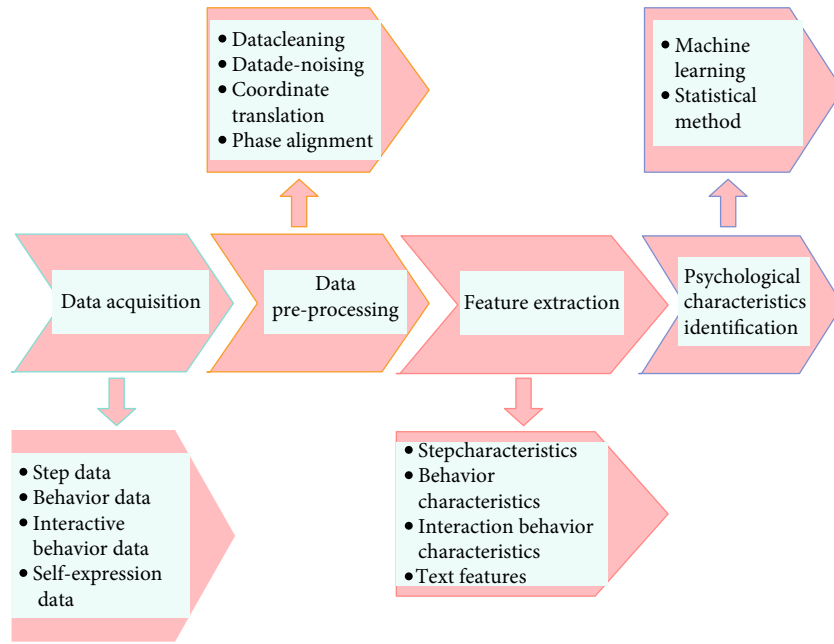 • Datacleaning
• Datade-noising
• Coordinate
translation
• Phase alignment
• Machine
learning
• Statistical
method
Data acquisition
Data
pre-processing
Feature extraction
Psychological
characteristics
identification
• Step data
• Behavior data
• Interactive
behavior data
• Self-expression
data
• Stepcharacteristics
• Behavior
characteristics
• Interaction behavior
characteristics
• Text features